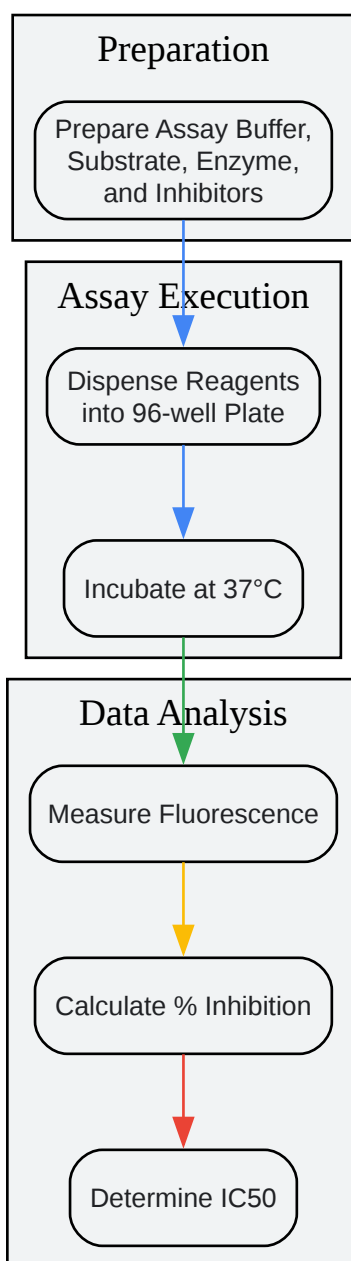 Preparation
Prepare Assay Buffer,
Substrate, Enzyme,
and Inhibitors
Assay Execution
Dispense Reagents
into 96-well Plate
Incubate at 37°C
Data Analysis
Measure Fluorescence
Calculate % Inhibition
Determine IC50